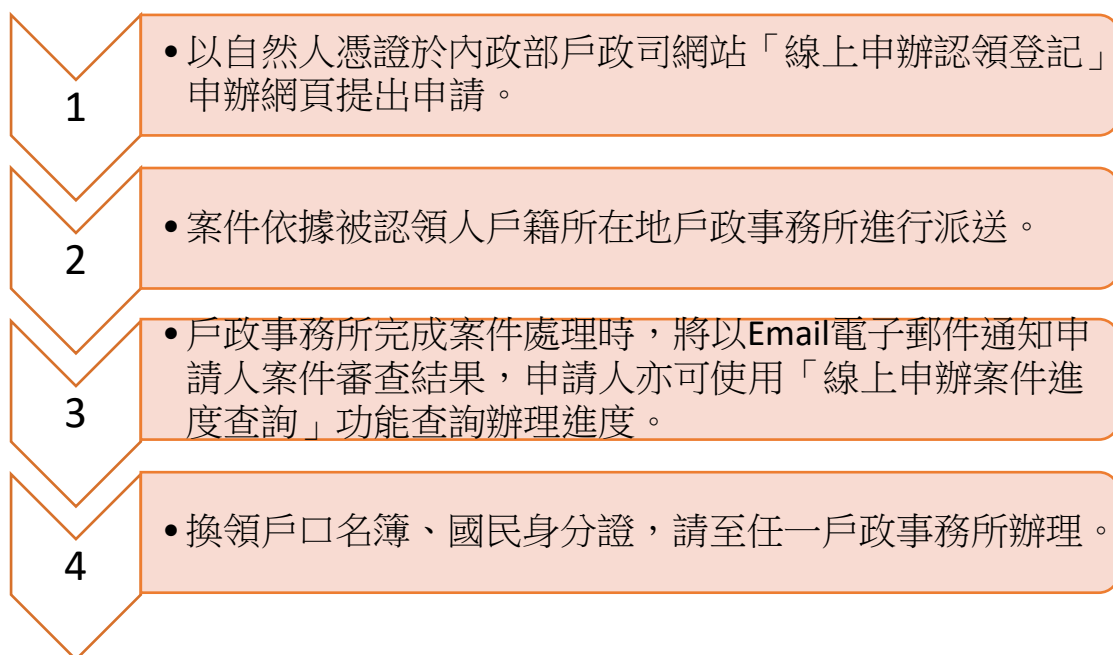 1
•以自然人憑證於內政部戶政司網站「線上申辦認領登記」
申辦網頁提出申請。
2
•案件依據被認領人戶籍所在地戶政事務所進行派送。
3
•戶政事務所完成案件處理時，將以Email電子郵件通知申
請人案件審查結果，申請人亦可使用「線上申辦案件進
度查詢」功能查詢辦理進度。
4
•換領戶口名簿、國民身分證，請至任一戶政事務所辦理。